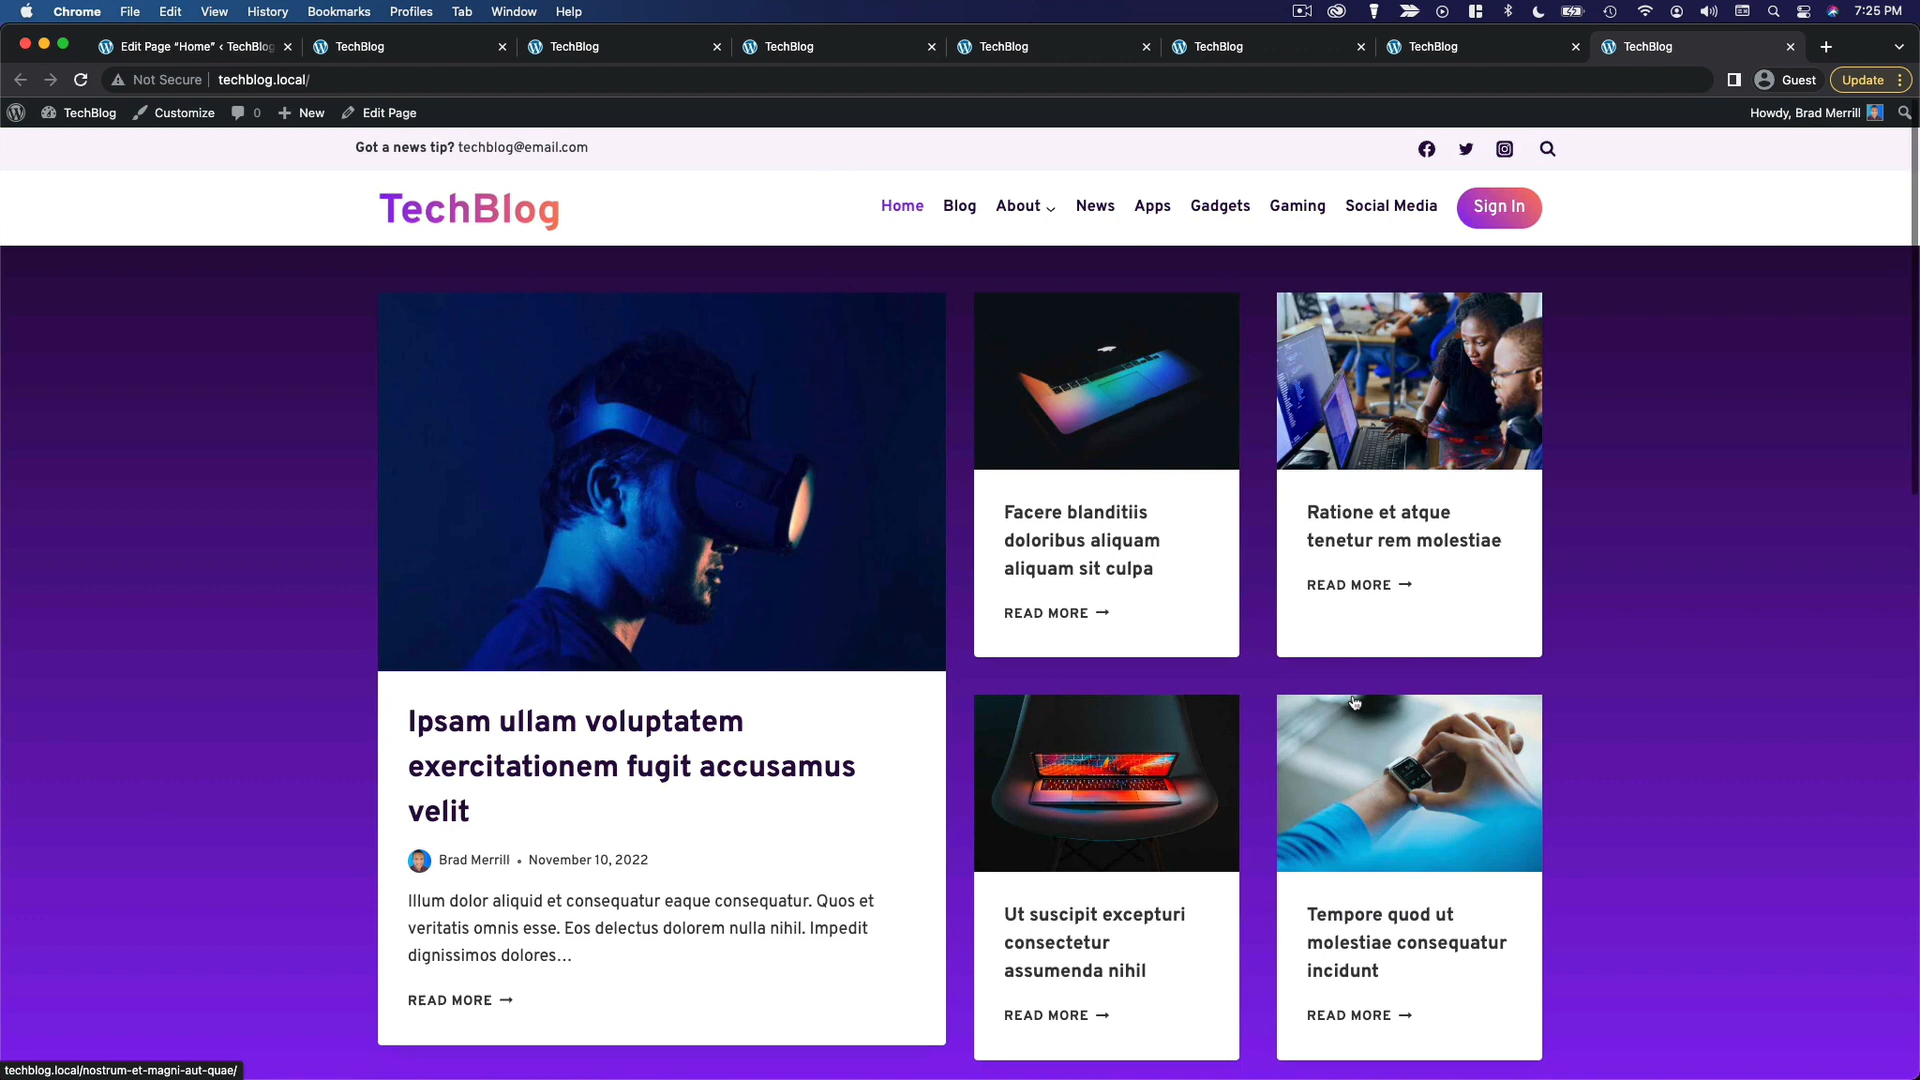 Chrome File Edit View History Bookmarks Profiles Tab Window Help 7:25 PM
Edit Page “Home” ‹ TechBlog TechBlog TechBlog TechBlog TechBlog TechBlog TechBlog TechBlog
Not Secure techblog.local/ Guest Update
TechBlog Customize 0 New Edit Page Howdy, Brad Merrill
Got a news tip? techblog@email.com
TechBlog Home Blog About News Apps Gadgets Gaming Social Media Sign In
Facere blanditiis
doloribus aliquam
aliquam sit culpa
READ MORE
Ratione et atque
tenetur rem molestiae
READ MORE
Ipsam ullam voluptatem
exercitationem fugit accusamus
velit
Brad Merrill • November 10, 2022
Illum dolor aliquid et consequatur eaque consequatur. Quos et
veritatis omnis esse. Eos delectus dolorem nulla nihil. Impedit
dignissimos dolores…
READ MORE
Ut suscipit excepturi
consectetur
assumenda nihil
READ MORE
Tempore quod ut
molestiae consequatur
incidunt
READ MORE
techblog.local/nostrum-et-magni-aut-quae/